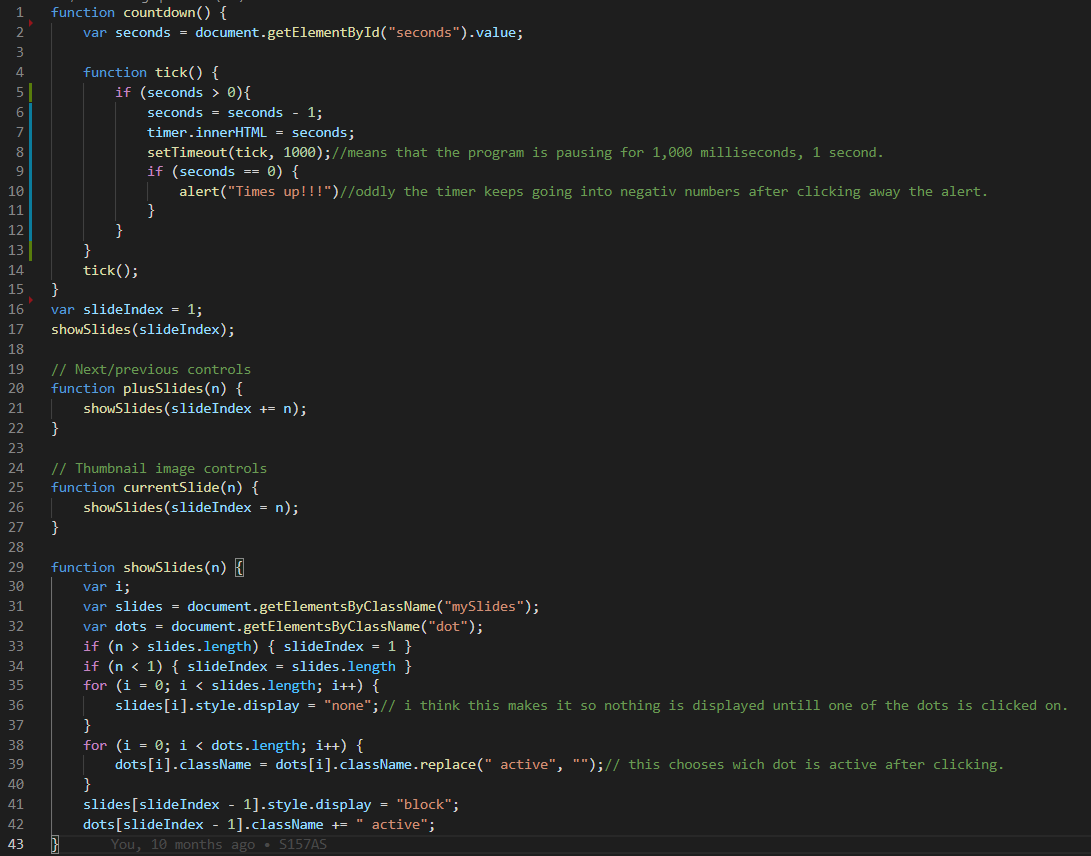 1 function countdown() {
2 var seconds = document.getElementById("seconds").value;
3
4 function tick() {
5 if (seconds > 0){
6 seconds = seconds - 1;
7 timer.innerHTML = seconds;
8 setTimeout(tick, 1000);//means that the program is pausing for 1,000 milliseconds, 1 second.
9 if (seconds == 0) {
10 alert("Times up!!!")//oddly the timer keeps going into negativ numbers after clicking away the alert.
11 }
12 }
13 }
14 tick();
15 }
16 var slideIndex = 1;
17 showSlides(slideIndex);
18
19 // Next/previous controls
20 function plusSlides(n) {
21 showSlides(slideIndex += n);
22 }
23
24 // Thumbnail image controls
25 function currentSlide(n) {
26 showSlides(slideIndex = n);
27 }
28
29 function showSlides(n) {
30 var i;
31 var slides = document.getElementsByClassName("mySlides");
32 var dots = document.getElementsByClassName("dot");
33 if (n > slides.length) { slideIndex = 1 }
34 if (n < 1) { slideIndex = slides.length }
35 for (i = 0; i < slides.length; i++) {
36 slides[i].style.display = "none";// i think this makes it so nothing is displayed untill one of the dots is clicked on.
37 }
38 for (i = 0; i < dots.length; i++) {
39 dots[i].className = dots[i].className.replace(" active", "");// this chooses wich dot is active after clicking.
40 }
41 slides[slideIndex - 1].style.display = "block";
42 dots[slideIndex - 1].className += " active";
43 } You, 10 months ago • S157AS